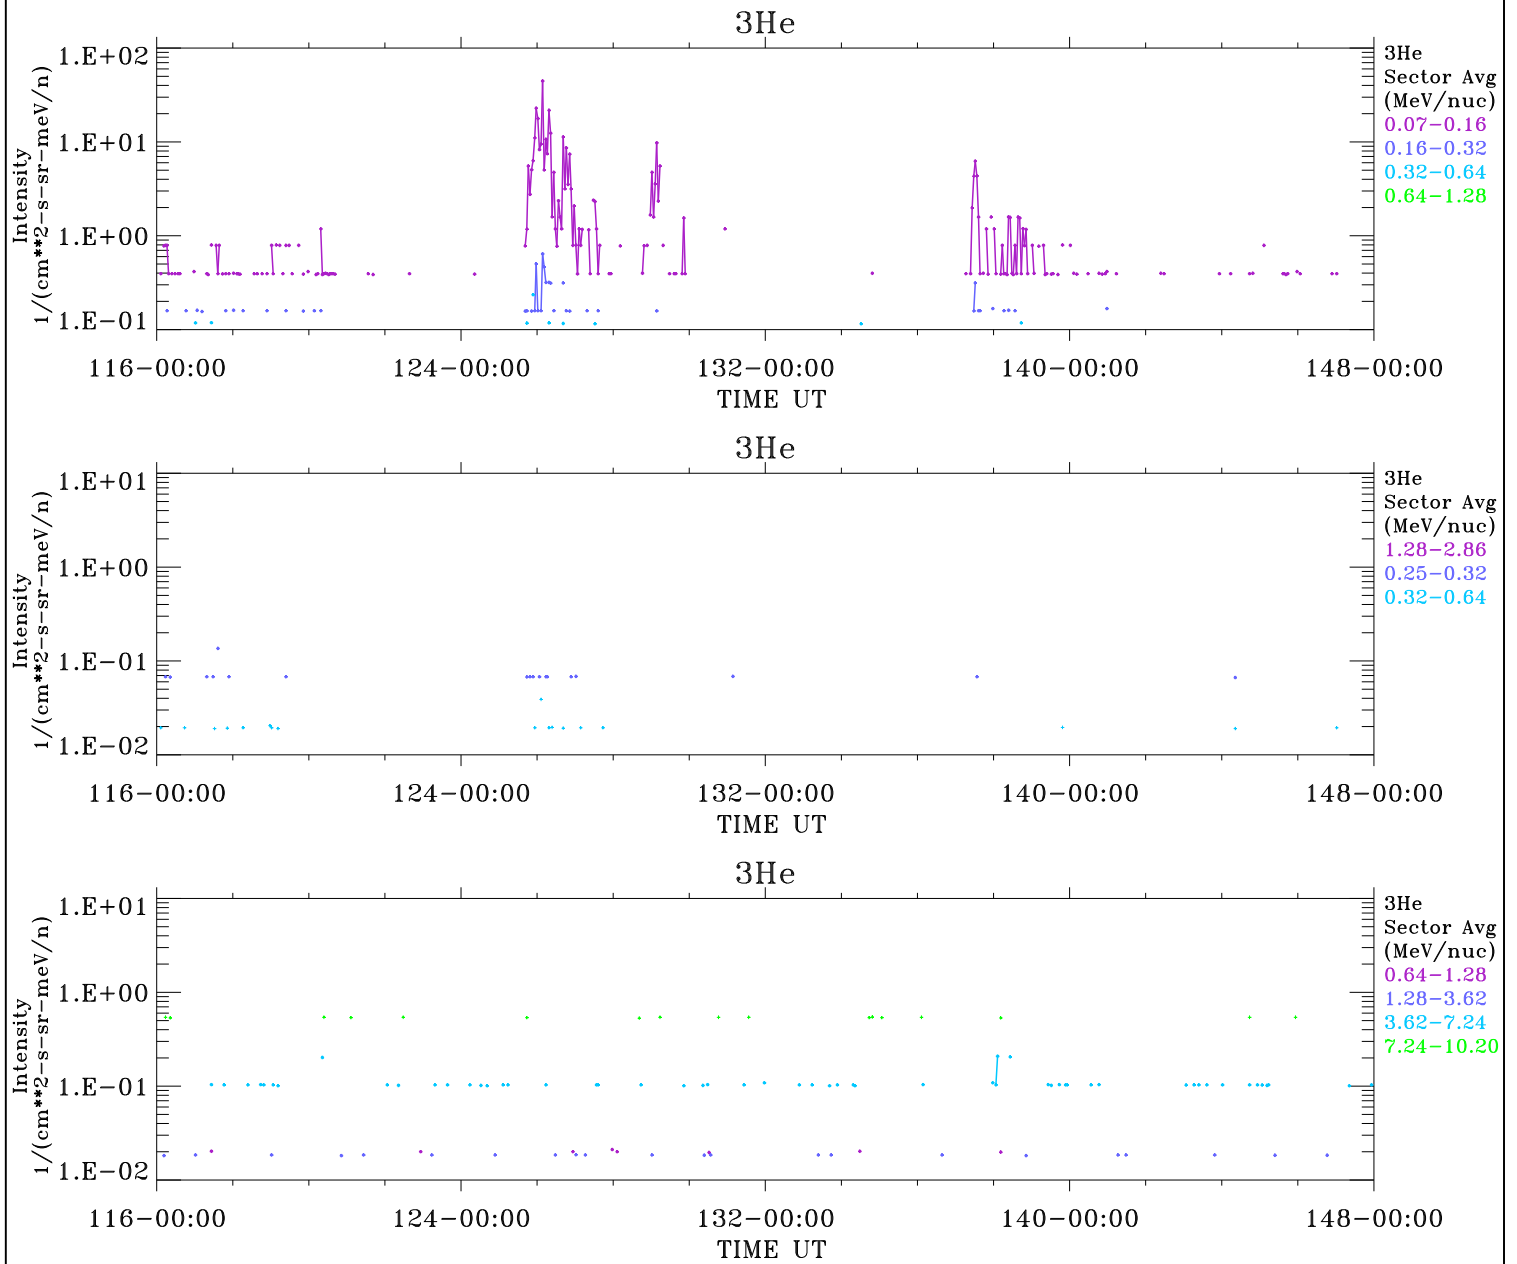 3He
1.E+02
1.E+01
1.E+00
1.E-01
Intensity
1/(cm**2-s-sr-meV/n)
116-00:00 124-00:00 132-00:00 140-00:00 148-00:00
TIME UT
3He
Sector Avg
(MeV/nuc)
0.07-0.16
0.16-0.32
0.32-0.64
0.64-1.28
3He
1.E+01
1.E+00
1.E-01
1.E-02
Intensity
1/(cm**2-s-sr-meV/n)
116-00:00 124-00:00 132-00:00 140-00:00 148-00:00
TIME UT
3He
Sector Avg
(MeV/nuc)
1.28-2.86
0.25-0.32
0.32-0.64
3He
1.E+01
1.E+00
1.E-01
1.E-02
Intensity
1/(cm**2-s-sr-meV/n)
116-00:00 124-00:00 132-00:00 140-00:00 148-00:00
TIME UT
3He
Sector Avg
(MeV/nuc)
0.64-1.28
1.28-3.62
3.62-7.24
7.24-10.20